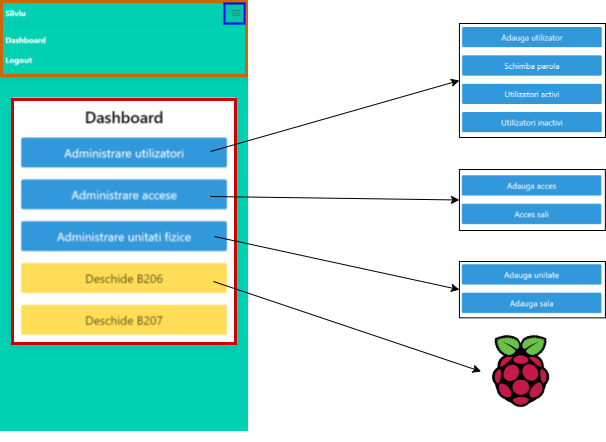 Silviu
Dashboard
Logout
Dashboard
Administrare utilizatori
Administrare accese
Administrare unitati fizice
Deschide B206
Deschide B207
Adauga utilizator
Schimba parola
Utilizatori activi
Utilizatori inactivi
Adauga acces
Acces sali
Adauga unitate
Adauga sala